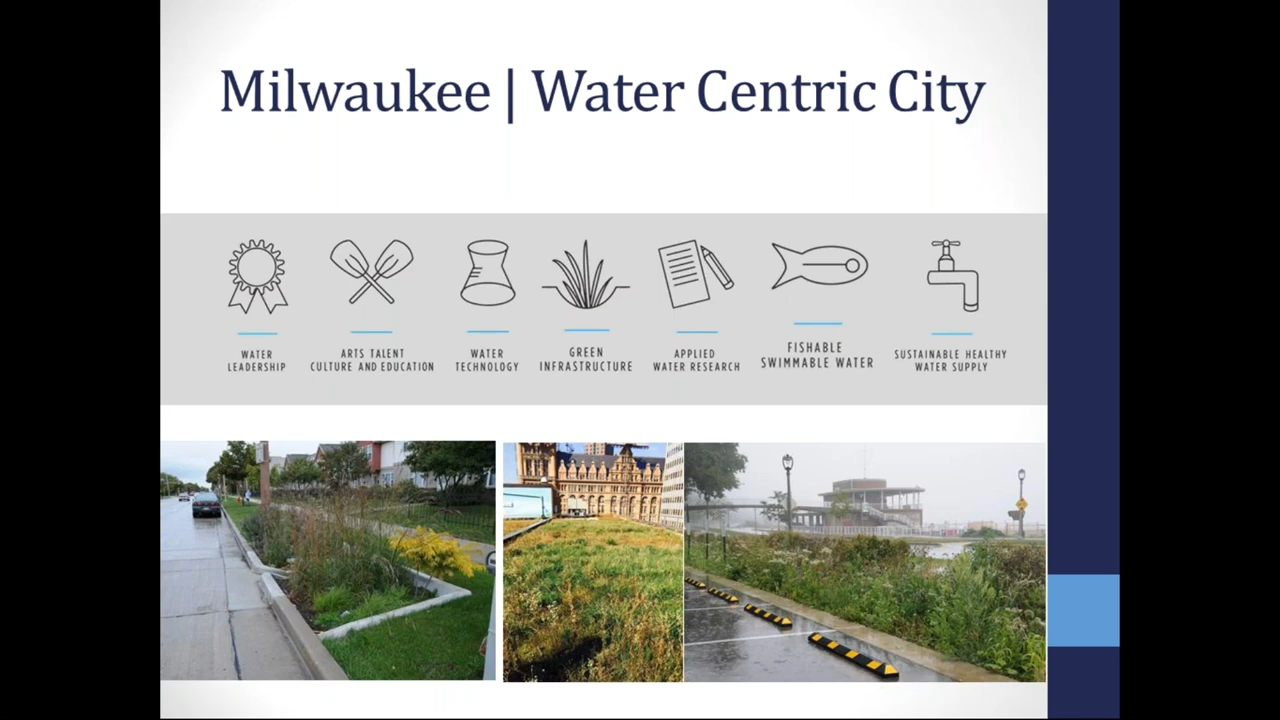 Milwaukee | Water Centric City
WATER
LEADERSHIP
ARTS TALENT
CULTURE AND EDUCATION
WATER
TECHNOLOGY
GREEN
INFRASTRUCTURE
APPLIED
WATER RESEARCH
FISHABLE
SWIMMABLE WATER
SUSTAINABLE HEALTHY
WATER SUPPLY